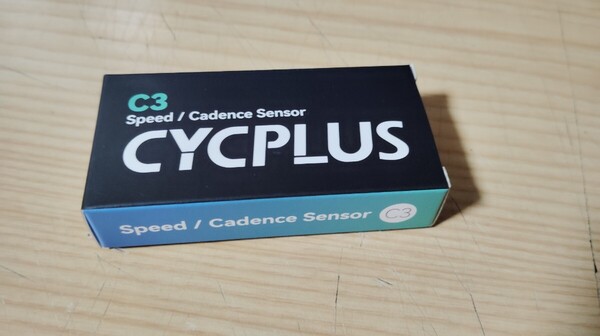 C3
Speed / Cadence Sensor
CYCPLUS
Speed / Cadence Sensor C3